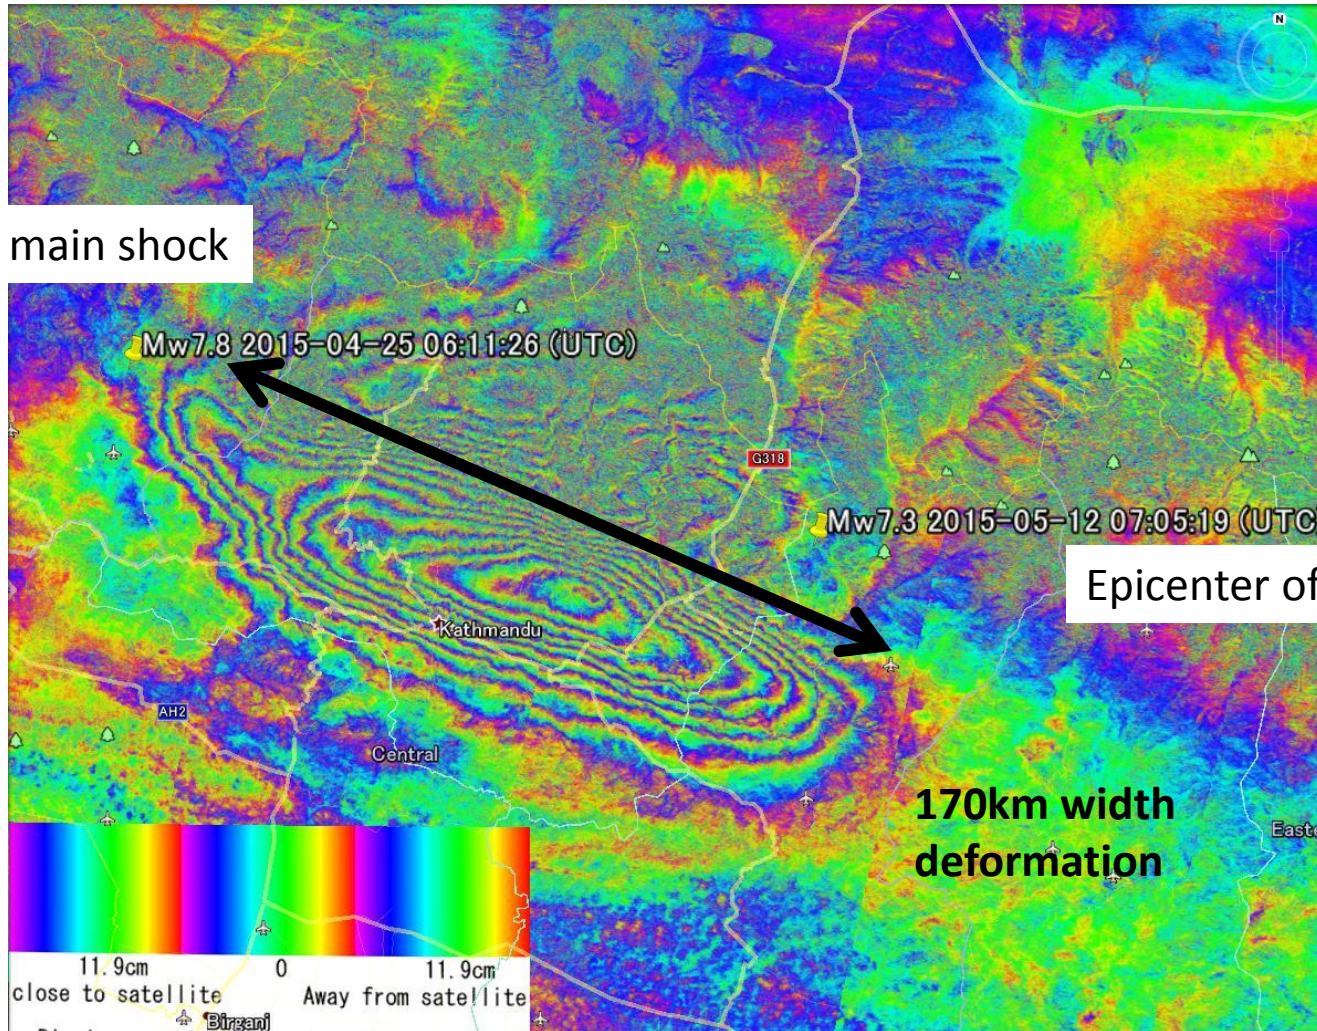 N
main shock
Mw7.8 2015-04-25 06:11:26 (UTC)
G318
Mw7.3 2015-05-12 07:05:19 (UTC
Epicenter of
Kathmandu
AH2
Central
170km width
deformation
Easte
11.9cm 0 11.9cm
close to satellite Away from satellite
Birganj